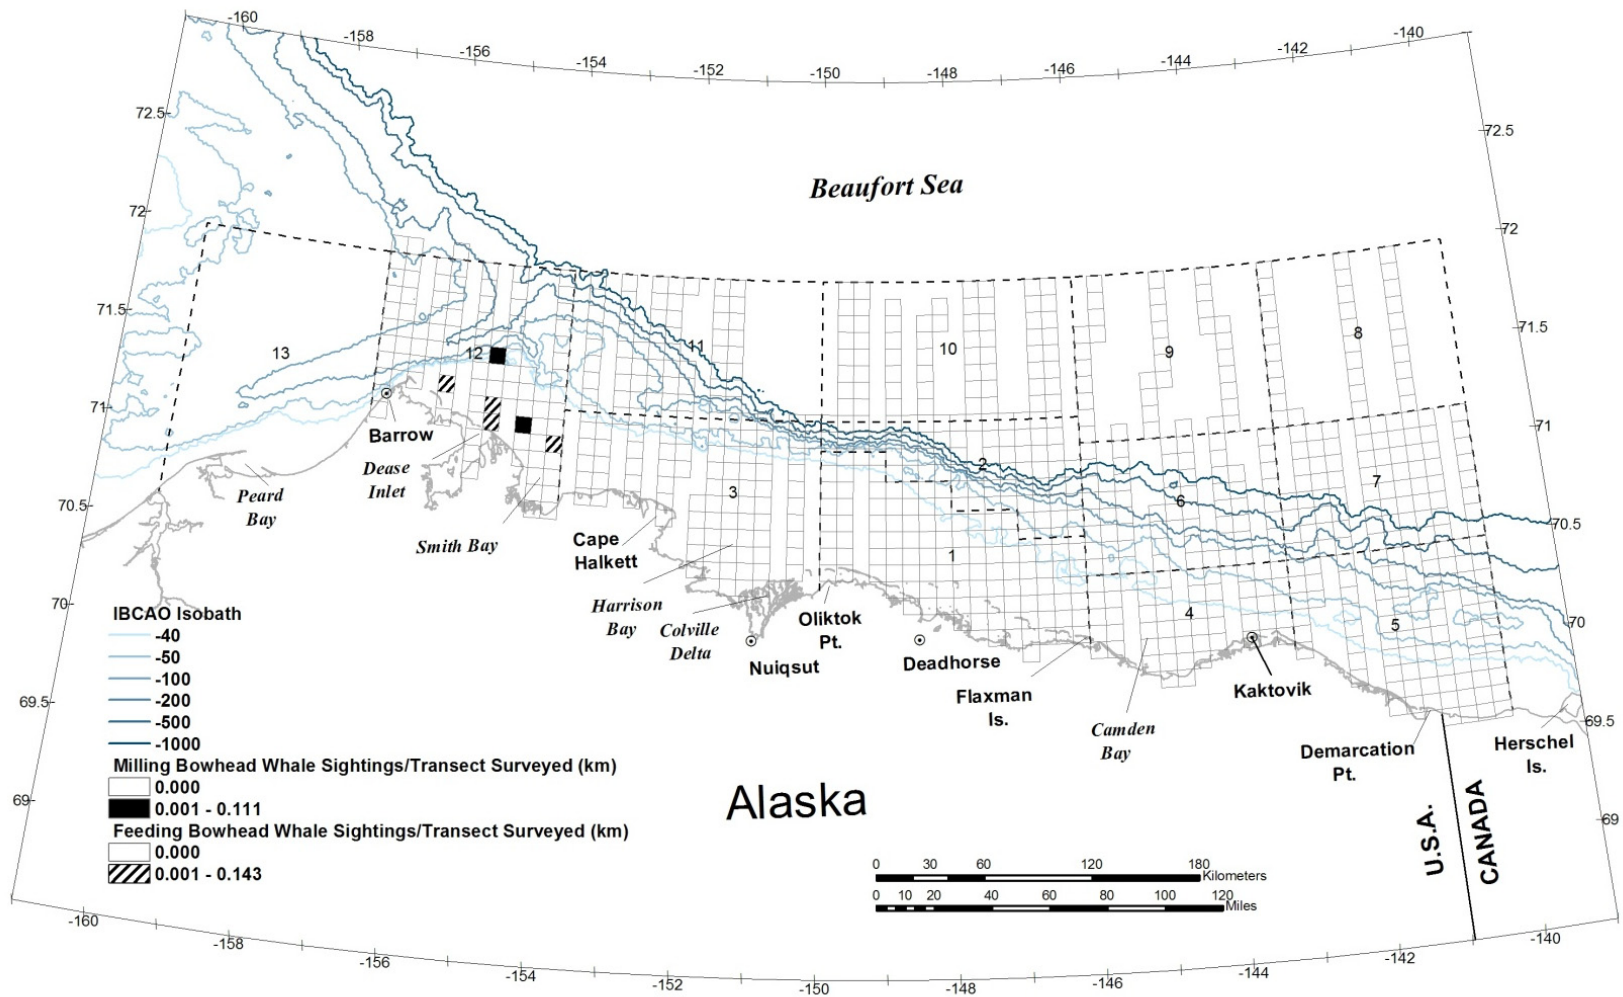 -160
-158
-156
-154
-152
-150
-148
-146
-144
-142
-140
72.5
72
71.5
71
70.5
70
69.5
69
72.5
72
71.5
71
70.5
70
69.5
69
Beaufort Sea
13
12
11
10
9
8
3
2
1
6
7
4
5
Barrow
Dease
Inlet
Peard
Bay
Smith Bay
Cape
Halkett
Harrison
Bay
Colville
Delta
Nuiqsut
Oliktok
Pt.
Deadhorse
Flaxman
Is.
Camden
Bay
Kaktovik
Demarcation
Pt.
Herschel
Is.
Alaska
U.S.A.
CANADA
IBCAO Isobath
-40
-50
-100
-200
-500
-1000
Milling Bowhead Whale Sightings/Transect Surveyed (km)
0.000
0.001 - 0.111
Feeding Bowhead Whale Sightings/Transect Surveyed (km)
0.000
0.001 - 0.143
0 30 60 120 180
Kilometers
0 10 20 40 60 80 100 120
Miles
-160
-158
-156
-154
-150
-148
-146
-144
-142
-140